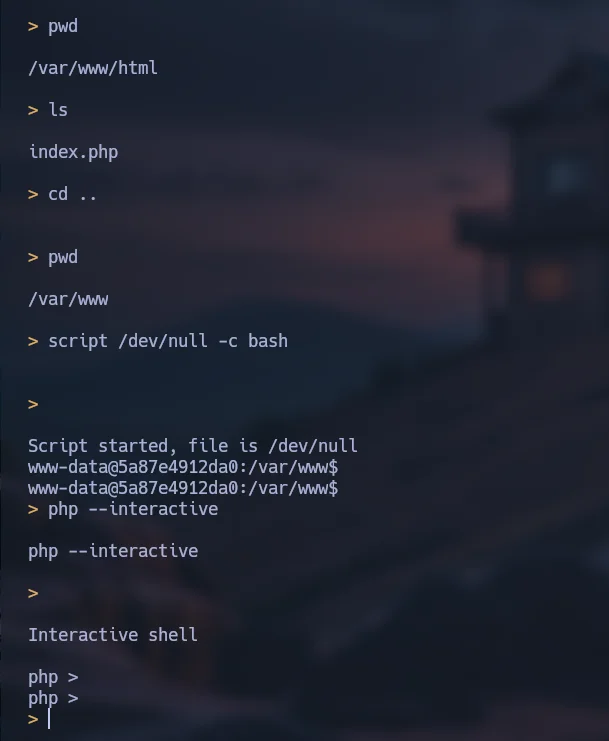 > pwd
/var/www/html
> ls
index.php
> cd ..
> pwd
/var/www
> script /dev/null -c bash
>
Script started, file is /dev/null
www-data@5a87e4912da0:/var/www$
www-data@5a87e4912da0:/var/www$
> php --interactive
php --interactive
>
Interactive shell
php >
php >
>